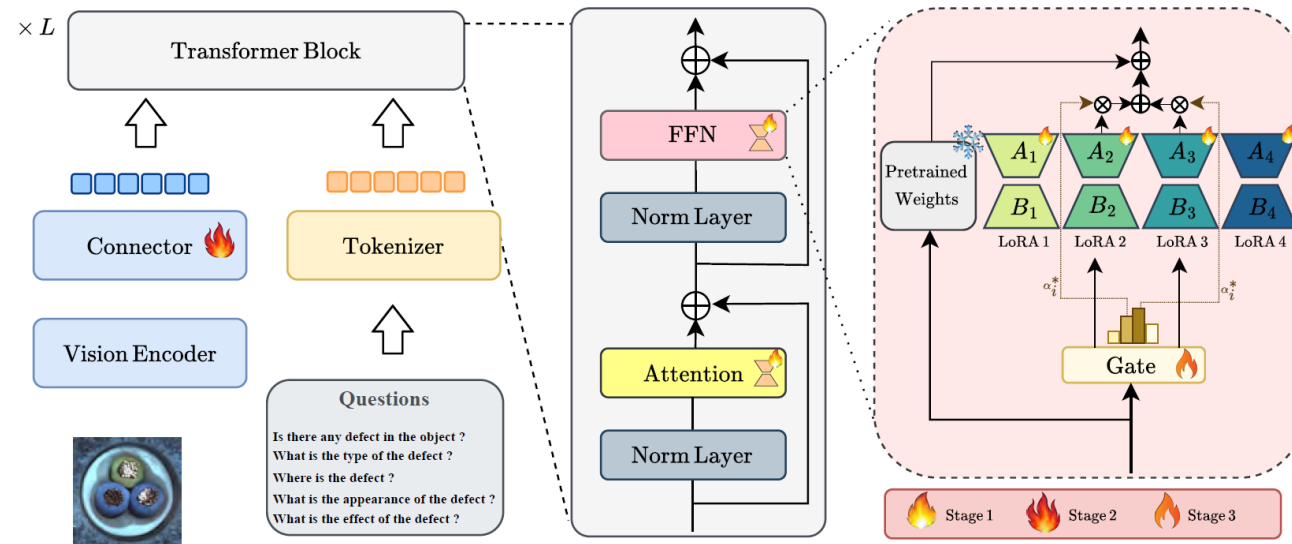 × L
Transformer Block
Connector
Vision Encoder
Tokenizer
Questions
Is there any defect in the object ?
What is the type of the defect ?
Where is the defect ?
What is the appearance of the defect ?
What is the effect of the defect ?
FFN
Norm Layer
Attention
Norm Layer
Pretrained
Weights
A1
A2
A3
A4
B1
B2
B3
B4
LoRA 1
LoRA 2
LoRA 3
LoRA 4
α*i
α*i
Gate
Stage 1
Stage 2
Stage 3